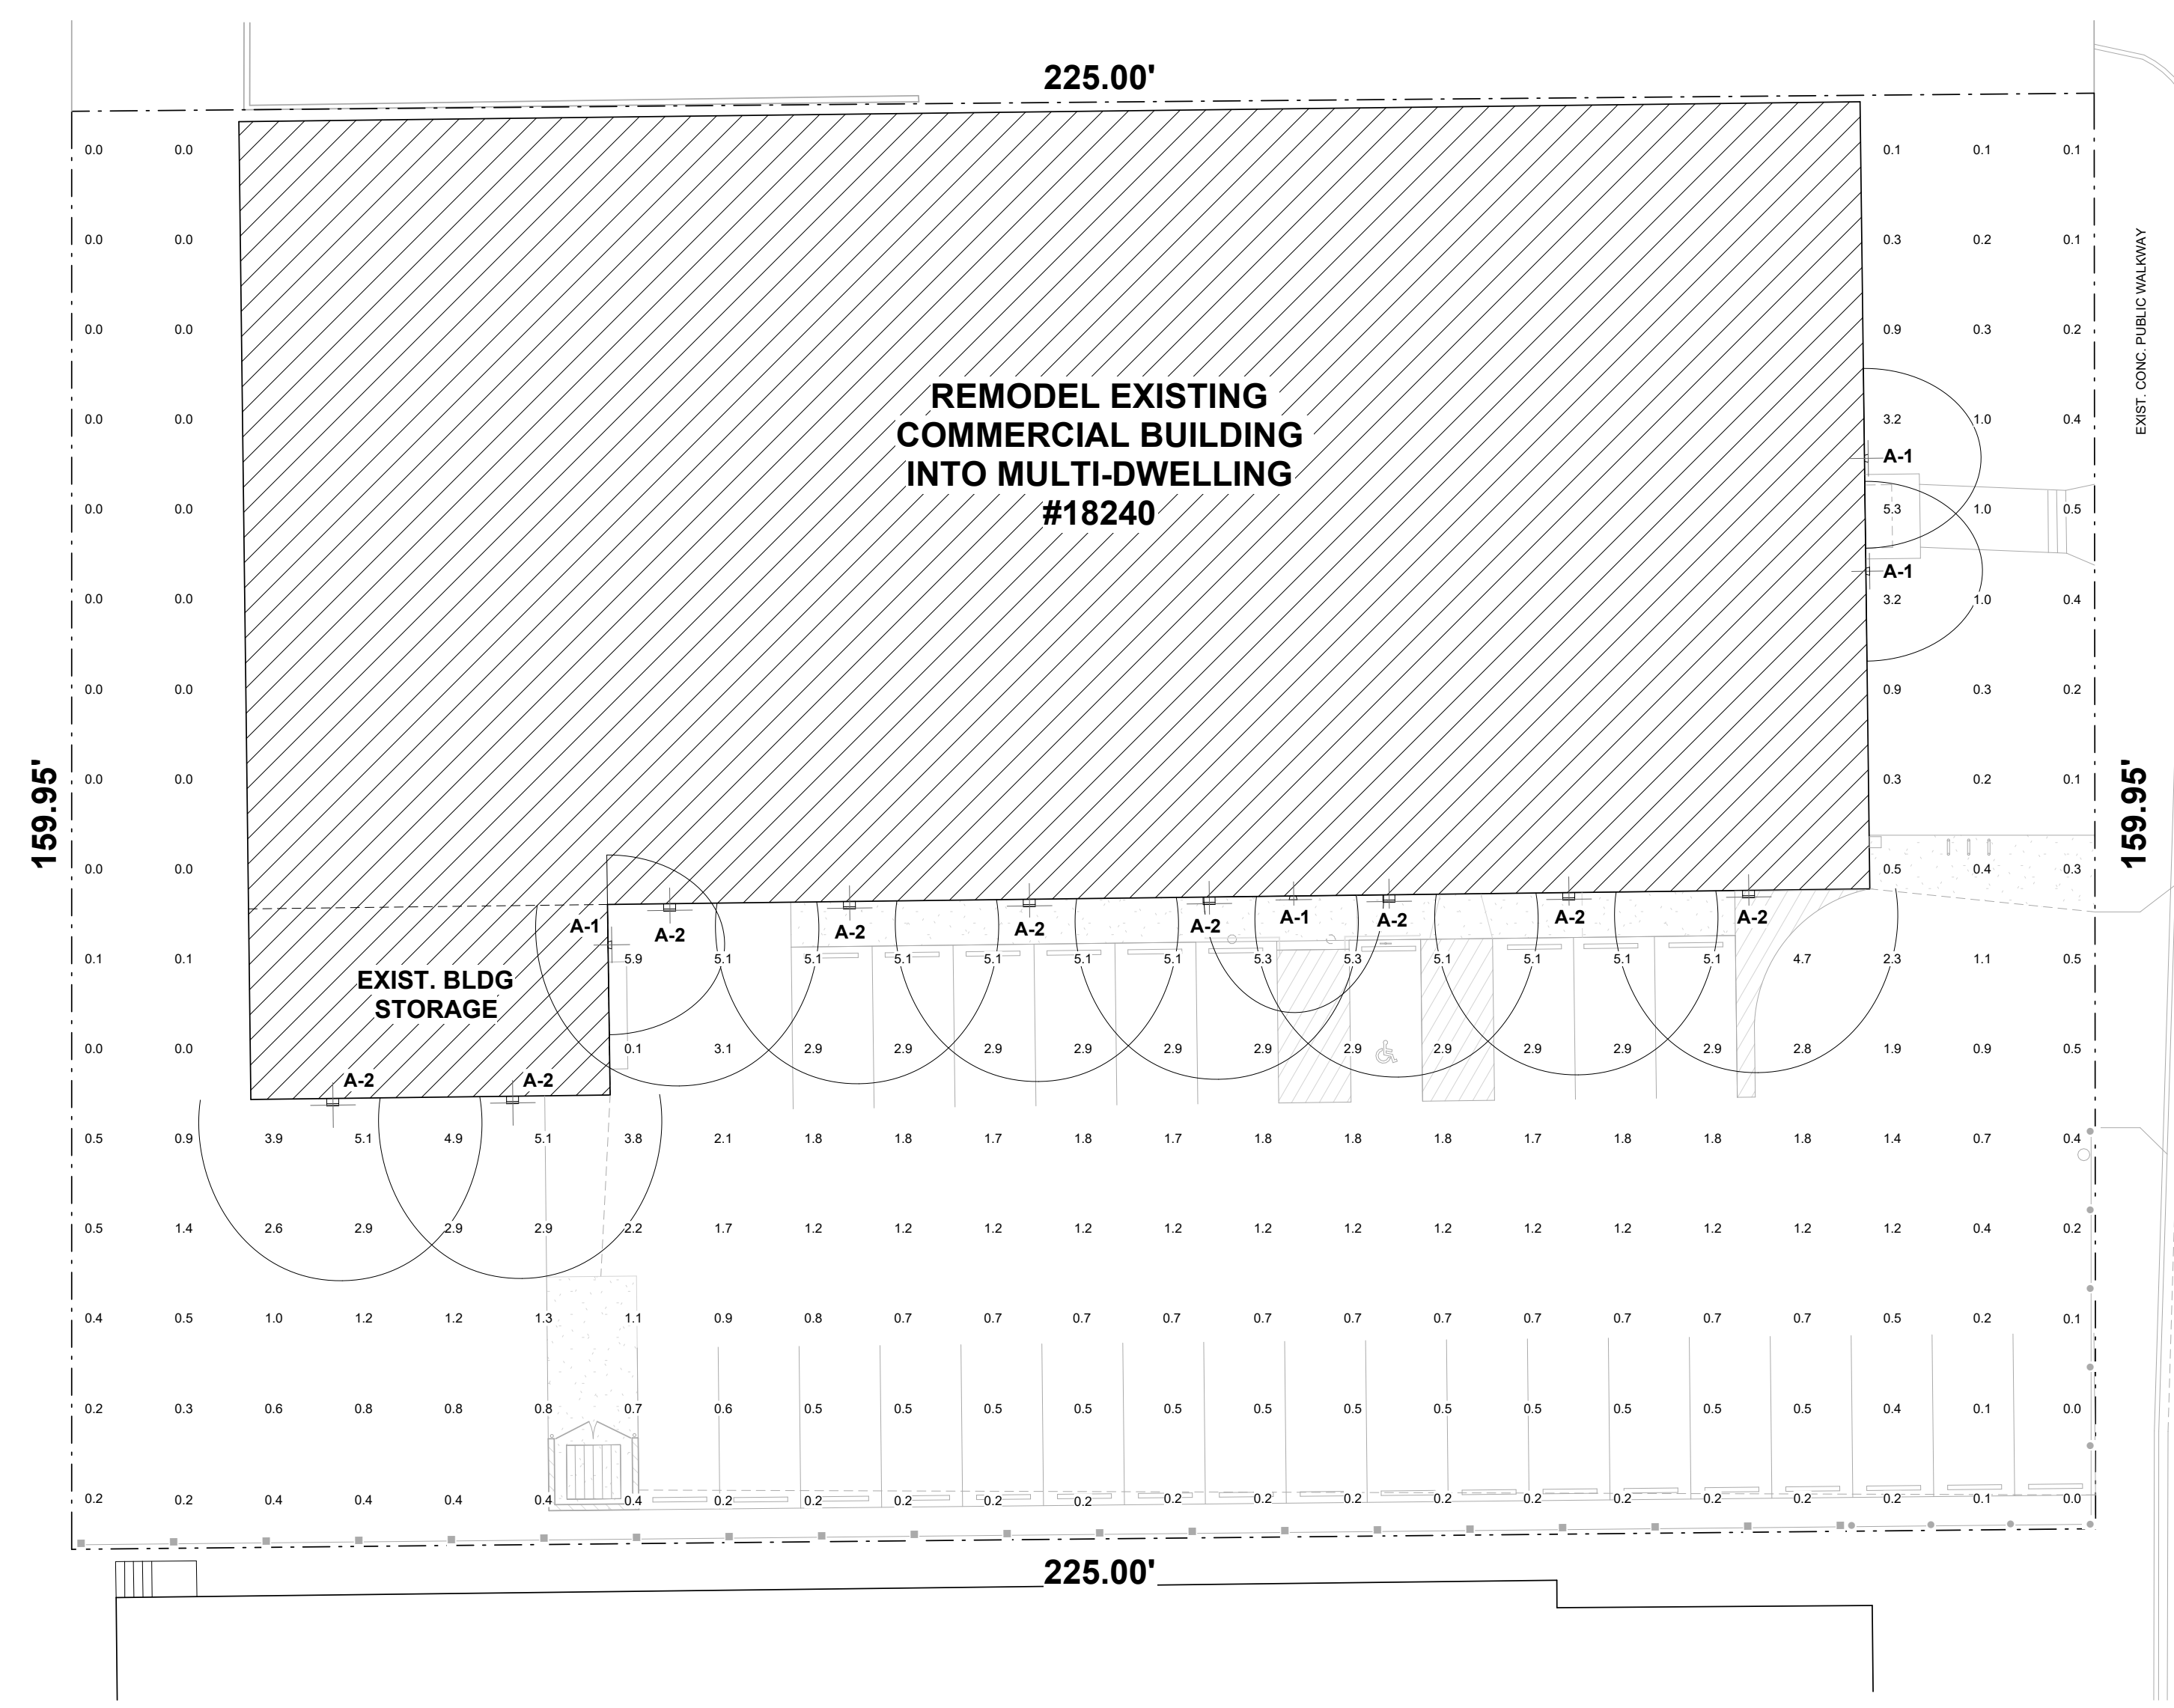 225.00'
0.0 0.0 0.1 0.1 0.1
0.0 0.0 0.3 0.2 0.1
EXIST. CONC. PUBLIC WALKWAY
0.0 0.0 0.9 0.3 0.2
REMODEL EXISTING
0.0 0.0 3.2 1.0 0.4
COMMERCIAL BUILDING
A-1
INTO MULTI-DWELLING
#18240
0.0 0.0 5.3 1.0 0.5
A-1
0.0 0.0 3.2 1.0 0.4
0.0 0.0 0.9 0.3 0.2
0.0 0.0 0.3 0.2 0.1
159.95'
159.95'
0.0 0.0 0.5 0.4 0.3
A-1 A-2 A-2 A-2 A-2 A-1 A-2 A-2 A-2
0.1 0.1 5.9 5.1 5.1 5.1 5.1 5.1 5.1 5.3 5.3 5.1 5.1 5.1 5.1 4.7 2.3 1.1 0.5
EXIST. BLDG
STORAGE
0.0 0.0 0.1 3.1 2.9 2.9 2.9 2.9 2.9 2.9 2.9 2.9 2.9 2.9 2.9 2.8 1.9 0.9 0.5
A-2 A-2
0.5 0.9 3.9 5.1 4.9 5.1 3.8 2.1 1.8 1.8 1.7 1.8 1.7 1.8 1.8 1.8 1.7 1.8 1.8 1.8 1.4 0.7 0.4
0.5 1.4 2.6 2.9 2.9 2.9 2.2 1.7 1.2 1.2 1.2 1.2 1.2 1.2 1.2 1.2 1.2 1.2 1.2 1.2 1.2 0.4 0.2
0.4 0.5 1.0 1.2 1.2 1.3 1.1 0.9 0.8 0.7 0.7 0.7 0.7 0.7 0.7 0.7 0.7 0.7 0.7 0.7 0.5 0.2 0.1
0.2 0.3 0.6 0.8 0.8 0.8 0.7 0.6 0.5 0.5 0.5 0.5 0.5 0.5 0.5 0.5 0.5 0.5 0.5 0.5 0.4 0.1 0.0
0.2 0.2 0.4 0.4 0.4 0.4 0.4 0.2 0.2 0.2 0.2 0.2 0.2 0.2 0.2 0.2 0.2 0.2 0.2 0.2 0.2 0.1 0.0
225.00'